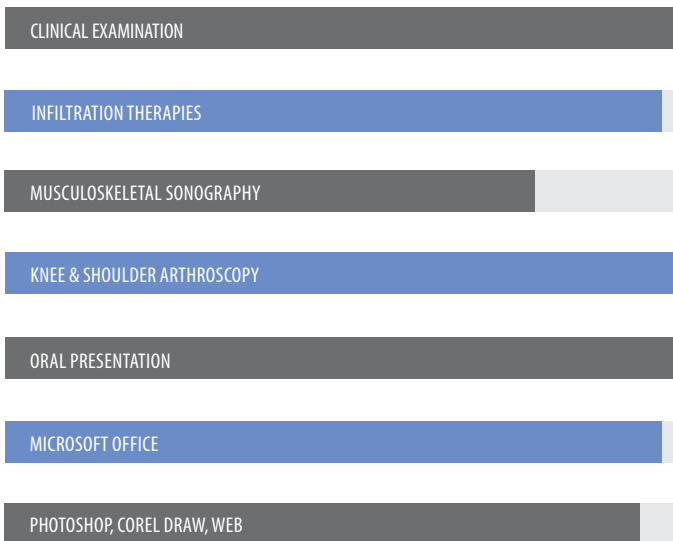 CLINICAL EXAMINATION
INFILTRATION THERAPIES
MUSCULOSKELETAL SONOGRAPHY
KNEE & SHOULDER ARTHROSCOPY
ORAL PRESENTATION
MICROSOFT OFFICE
PHOTOSHOP, COREL DRAW, WEB